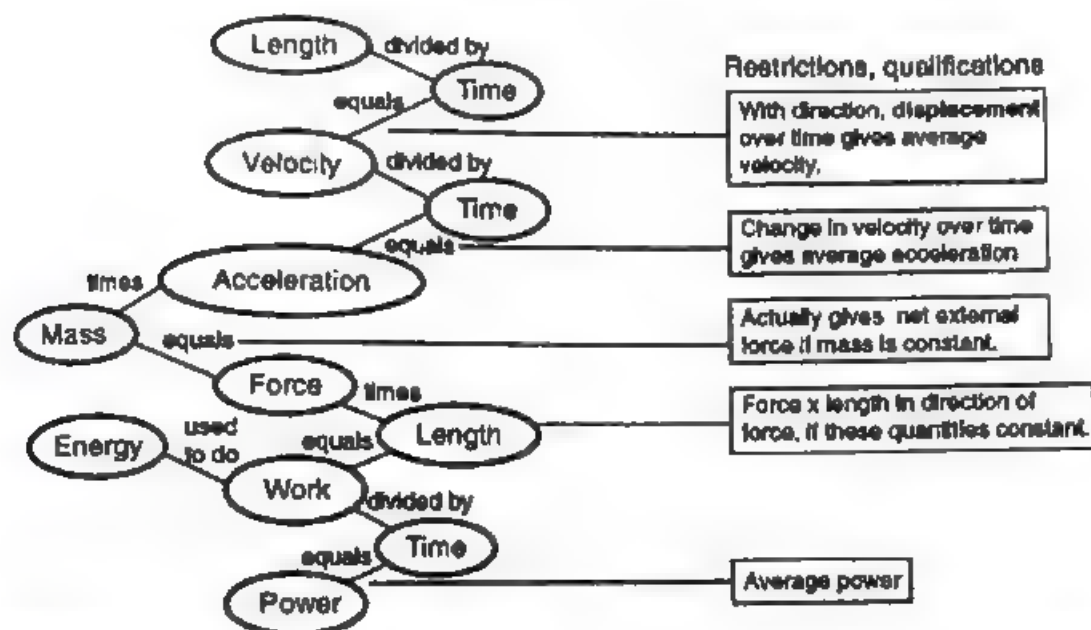 Length
divided by
Time
equals
Velocity
divided by
Time
equals
Acceleration
times
Mass
equals
Force
times
Length
equals
Energy
used
to do
Work
divided by
Time
equals
Power
Restrictions, qualifications
With direction, displacement
over time gives average
velocity.
Change in velocity over time
gives average acceleration
Actually gives net external
force if mass is constant.
Force x length in direction of
force, if these quantities constant.
Average power